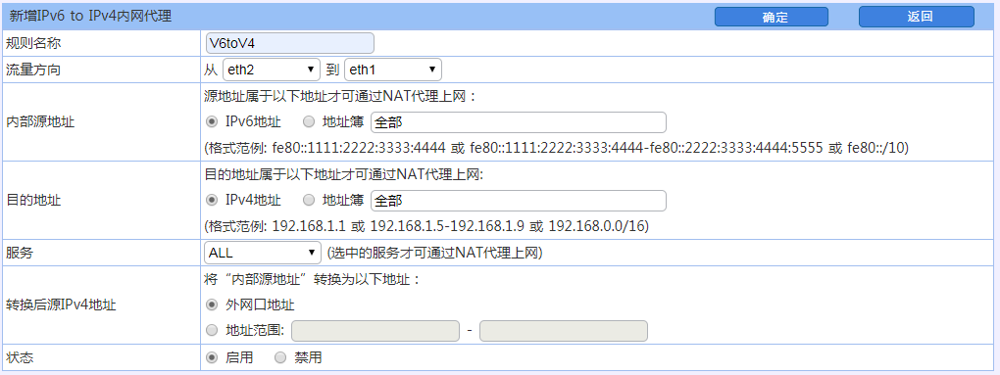 新增IPv6 to IPv4内网代理 确定 返回
规则名称 V6toV4
流量方向 从 eth2 到 eth1
源地址属于以下地址才可通过NAT代理上网：
内部源地址 IPv6地址 地址簿 全部
(格式范例: fe80::1111:2222:3333:4444 或 fe80::1111:2222:3333:4444-fe80::2222:3333:4444:5555 或 fe80::/10)
目的地址属于以下地址才可通过NAT代理上网:
目的地址 IPv4地址 地址簿 全部
(格式范例: 192.168.1.1 或 192.168.1.5-192.168.1.9 或 192.168.0.0/16)
服务 ALL (选中的服务才可通过NAT代理上网)
将“内部源地址”转换为以下地址：
转换后源IPv4地址 外网口地址
地址范围: -
状态 启用 禁用